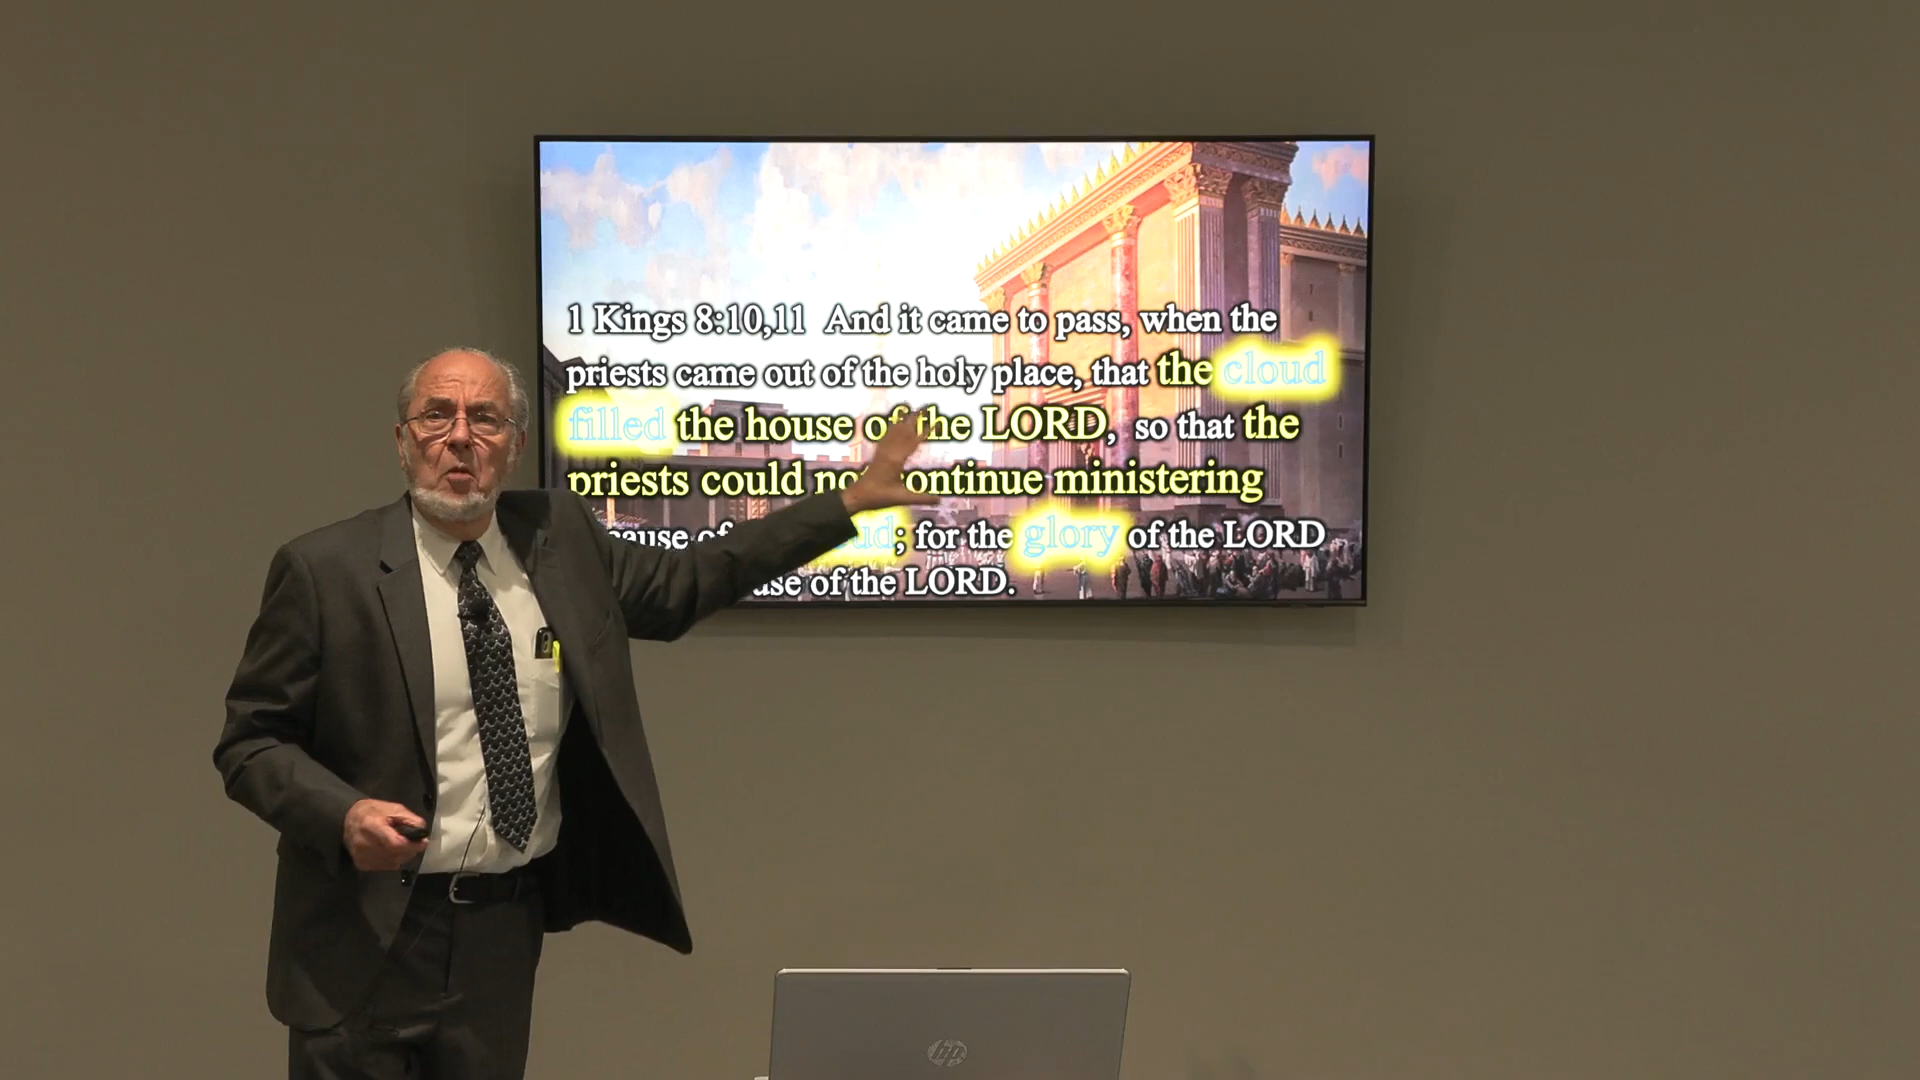 1 Kings 8:10,11 And it came to pass, when the
priests came out of the holy place, that the cloud
filled the house of the LORD, so that the
priests could not continue ministering
of ; for the glory of the LORD
of the LORD.
hp